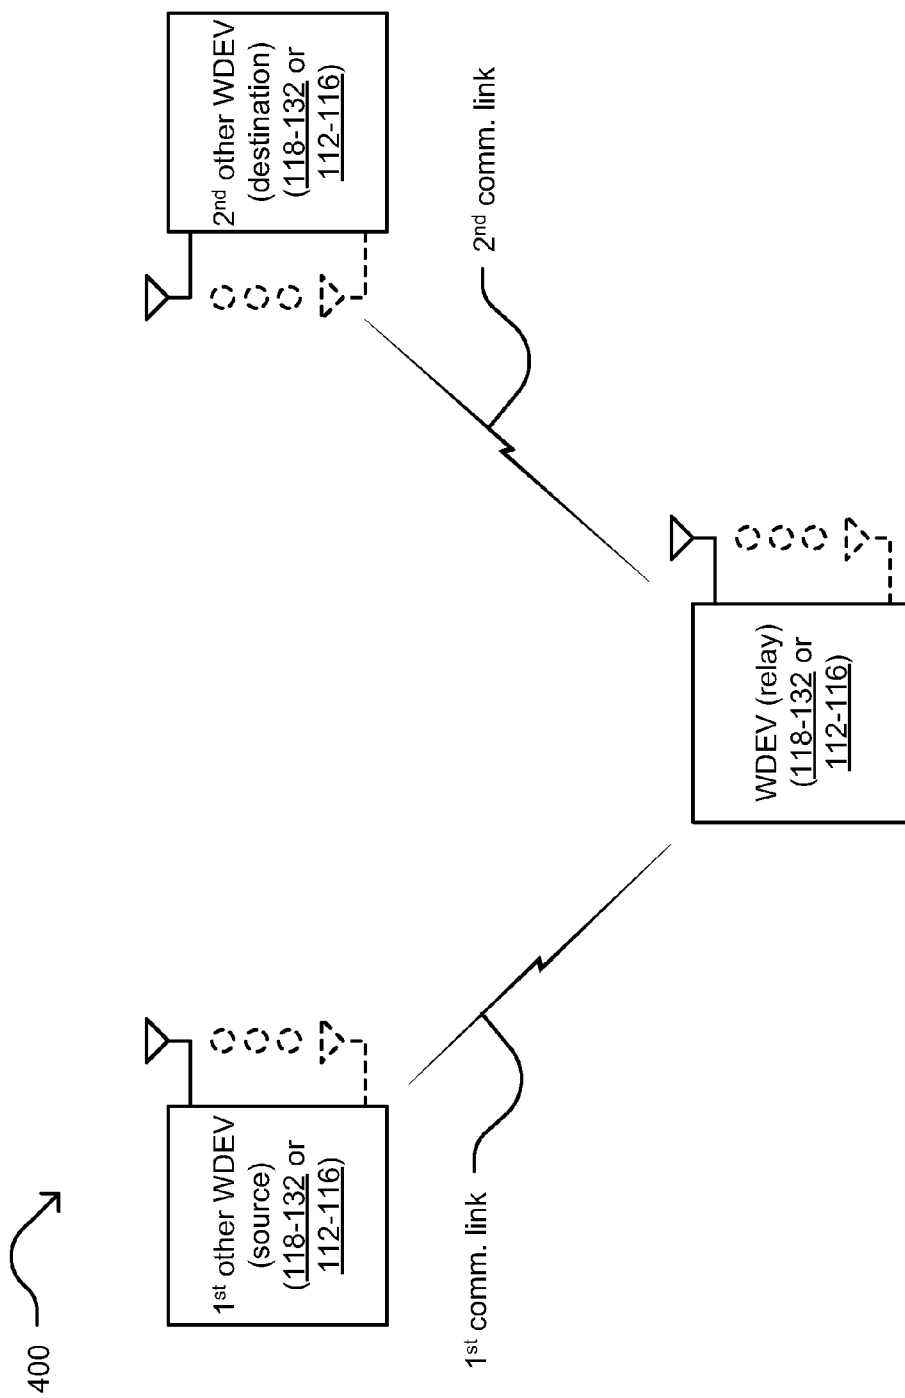 400
1st other WDEV
(source)
(118-132 or
112-116)
2nd other WDEV
(destination)
(118-132 or
112-116)
1st comm. link
2nd comm. link
WDEV (relay)
(118-132 or
112-116)